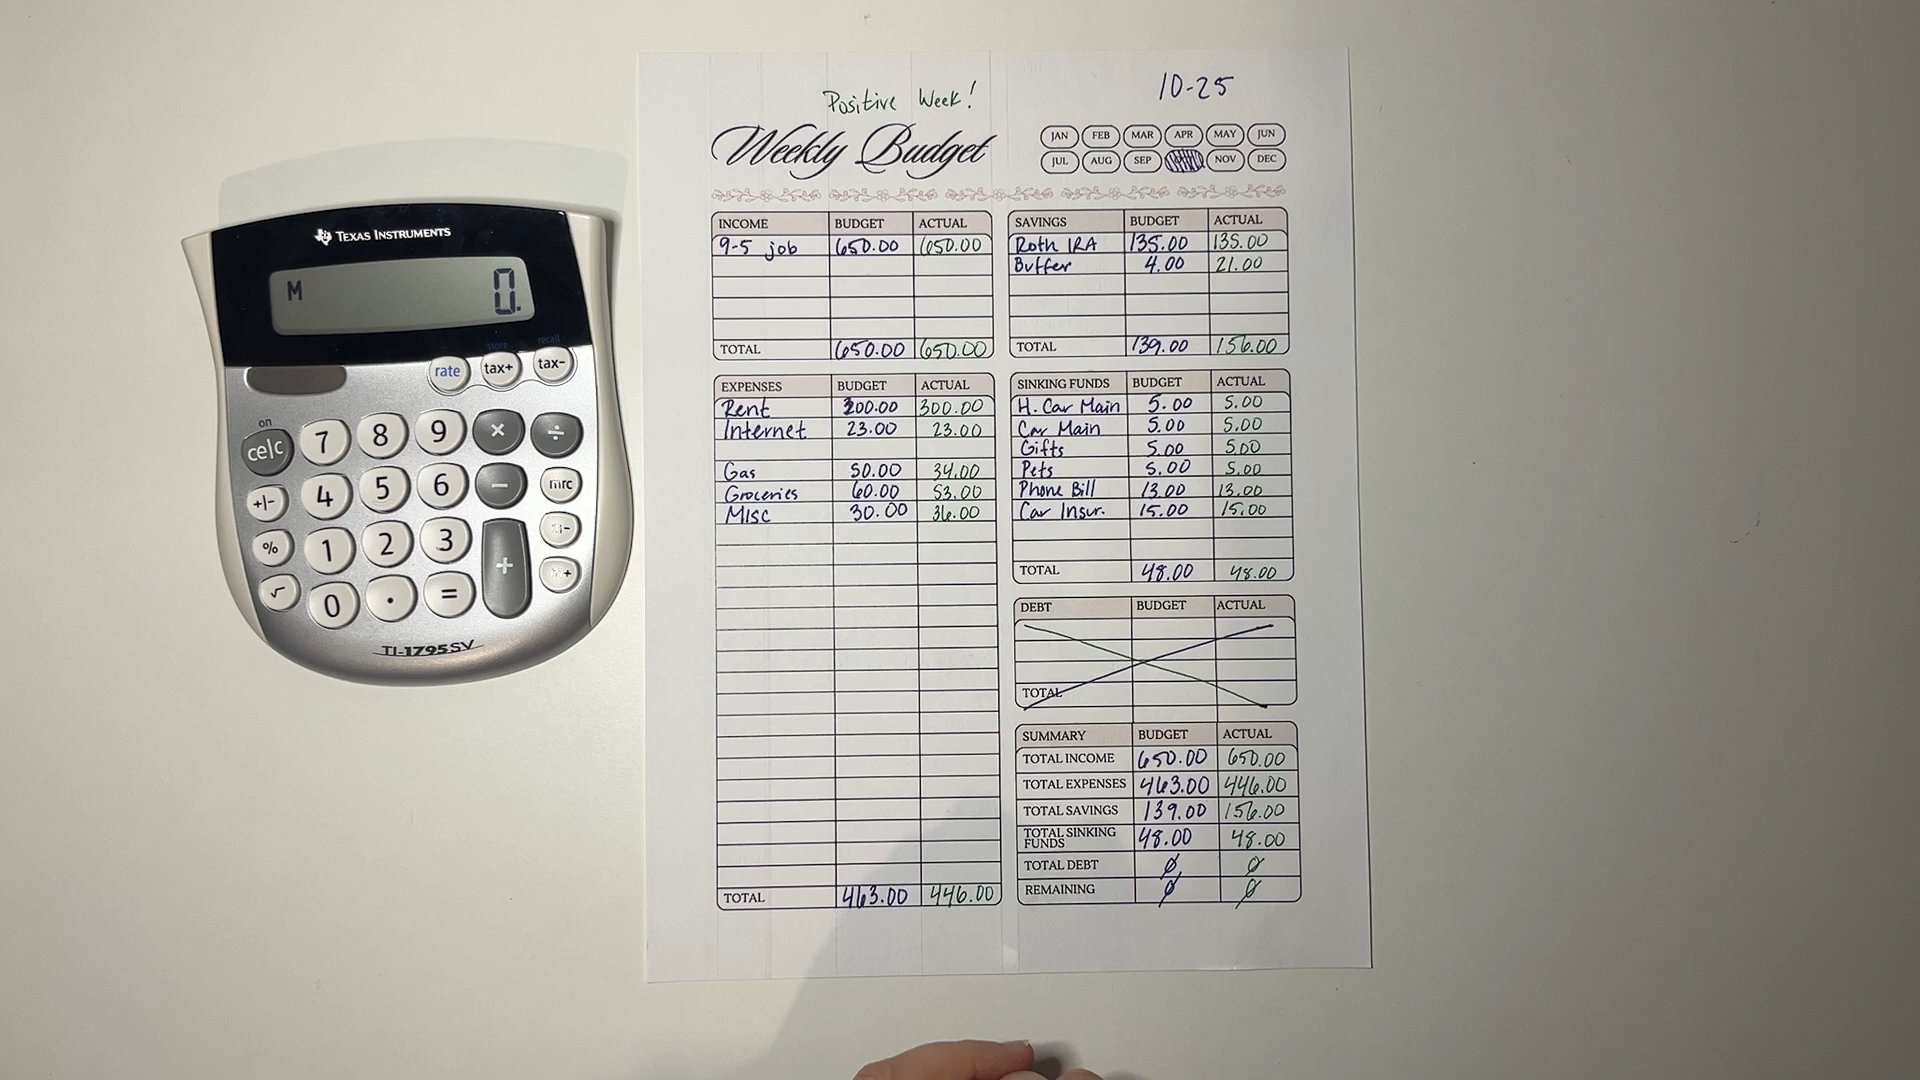 Positive Week!
10-25
Weekly Budget
JAN FEB MAR APR MAY JUN
JUL AUG SEP NOV DEC
INCOME BUDGET ACTUAL
9-5 job 650.00 650.00
TOTAL 650.00 650.00
SAVINGS BUDGET ACTUAL
Roth IRA 135.00 135.00
Buffer 4.00 21.00
TOTAL 139.00 156.00
EXPENSES BUDGET ACTUAL
Rent 300.00 300.00
Internet 23.00 23.00
Gas 50.00 34.00
Groceries 60.00 53.00
MISC 30.00 36.00
TOTAL 463.00 446.00
SINKING FUNDS BUDGET ACTUAL
H. Car Main 5.00 5.00
Car Main 5.00 5.00
Gifts 5.00 5.00
Pets 5.00 5.00
Phone Bill 13.00 13.00
Car Insur. 15.00 15.00
TOTAL 48.00 48.00
DEBT BUDGET ACTUAL
TOTAL
SUMMARY BUDGET ACTUAL
TOTAL INCOME 650.00 650.00
TOTAL EXPENSES 463.00 446.00
TOTAL SAVINGS 139.00 156.00
TOTAL SINKING FUNDS 48.00 48.00
TOTAL DEBT 0 0
REMAINING 0 0
TEXAS INSTRUMENTS
M 0.
store recall
rate tax+ tax−
on
ce/c 7 8 9 × ÷
+/− 4 5 6 − mrc
% 1 2 3 +
√ 0 . =
TI-1795 SV